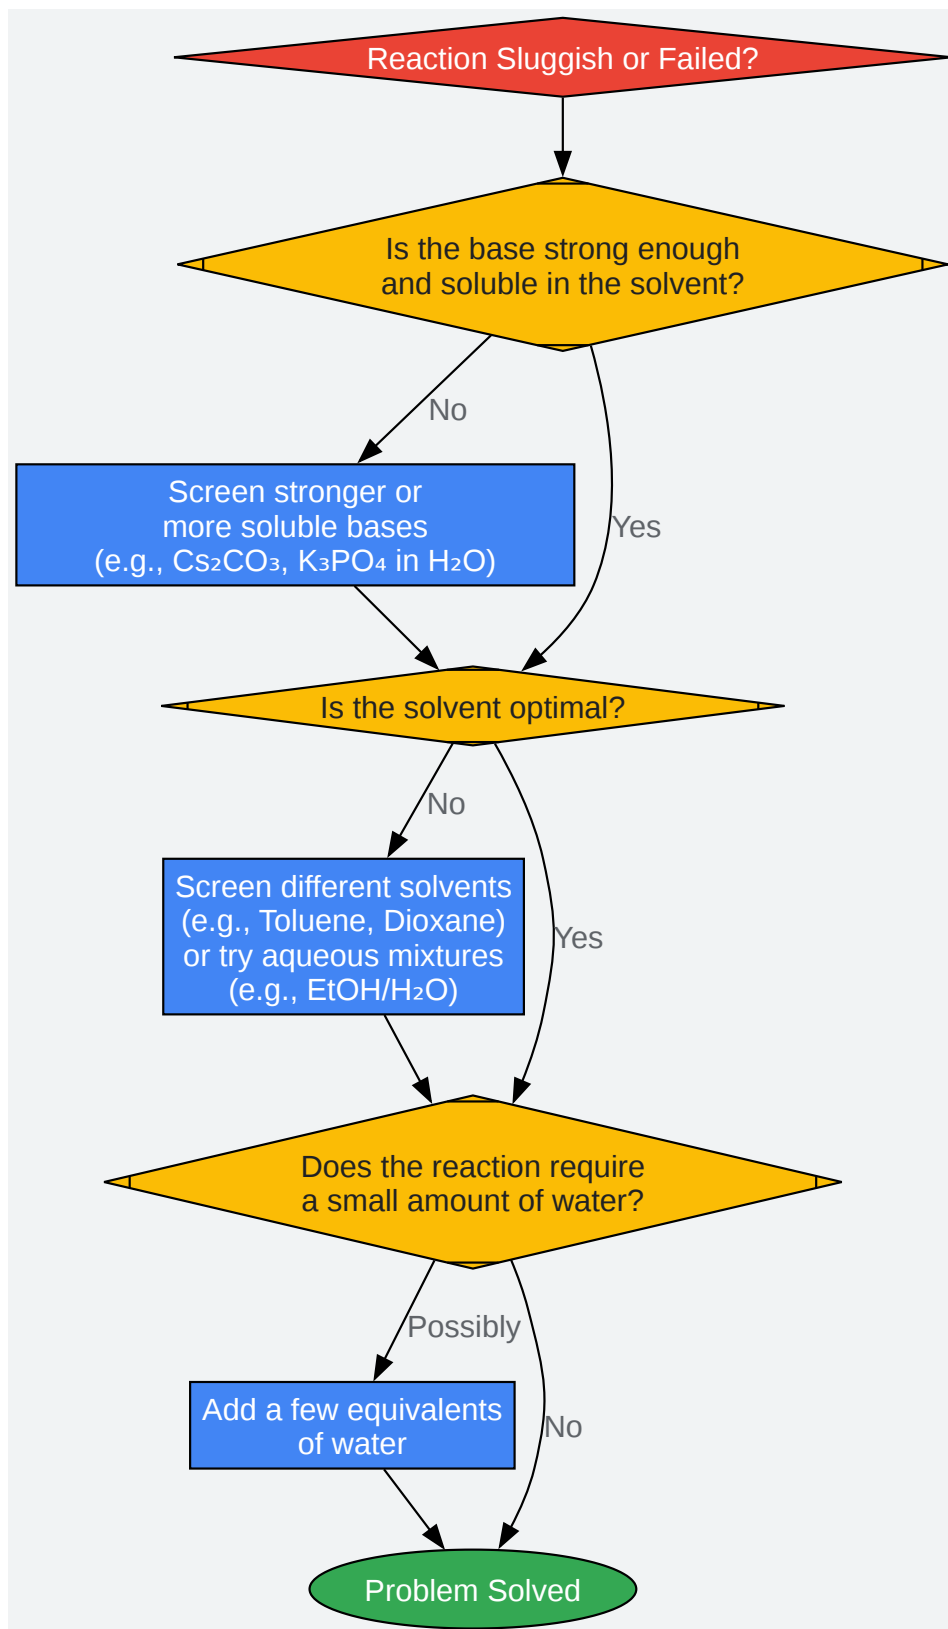 Reaction Sluggish or Failed?
Is the base strong enough
and soluble in the solvent?
No
Screen stronger or
more soluble bases
(e.g., Cs₂CO₃, K₃PO₄ in H₂O)
Yes
Is the solvent optimal?
No
Screen different solvents
(e.g., Toluene, Dioxane)
or try aqueous mixtures
(e.g., EtOH/H₂O)
Yes
Does the reaction require
a small amount of water?
Possibly
Add a few equivalents
of water
No
Problem Solved